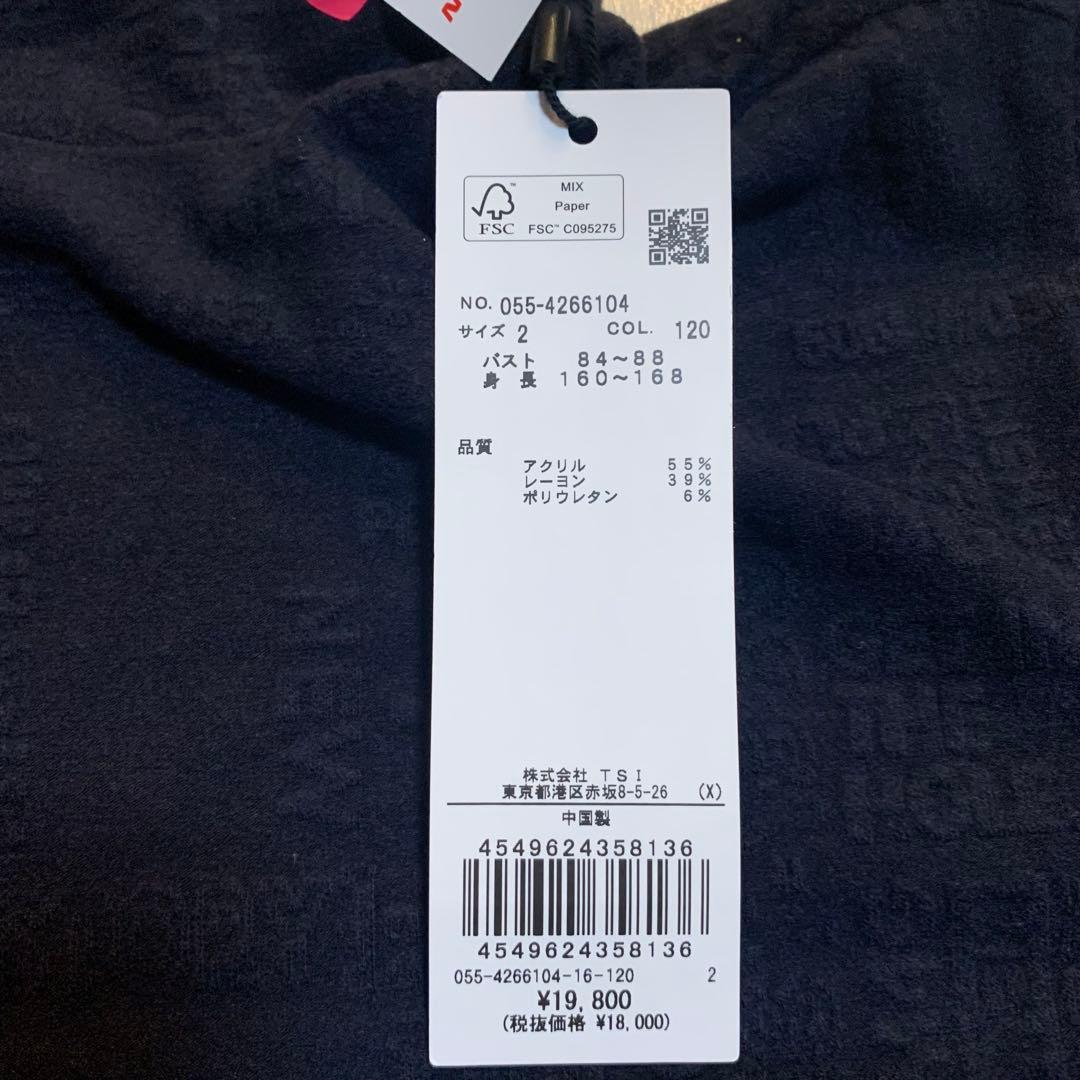 MIX
Paper
FSC™ C095275
FSC
NO. 055-4266104
サイズ 2 COL. 120
バスト 84~88
身 長 160~168
品質
アクリル 55%
レーヨン 39%
ポリウレタン 6%
株式会社 TSI
東京都港区赤坂8-5-26 (X)
中国製
4549624358136
4549624358136
055-4266104-16-120 2
¥19,800
(税抜価格 ¥18,000)